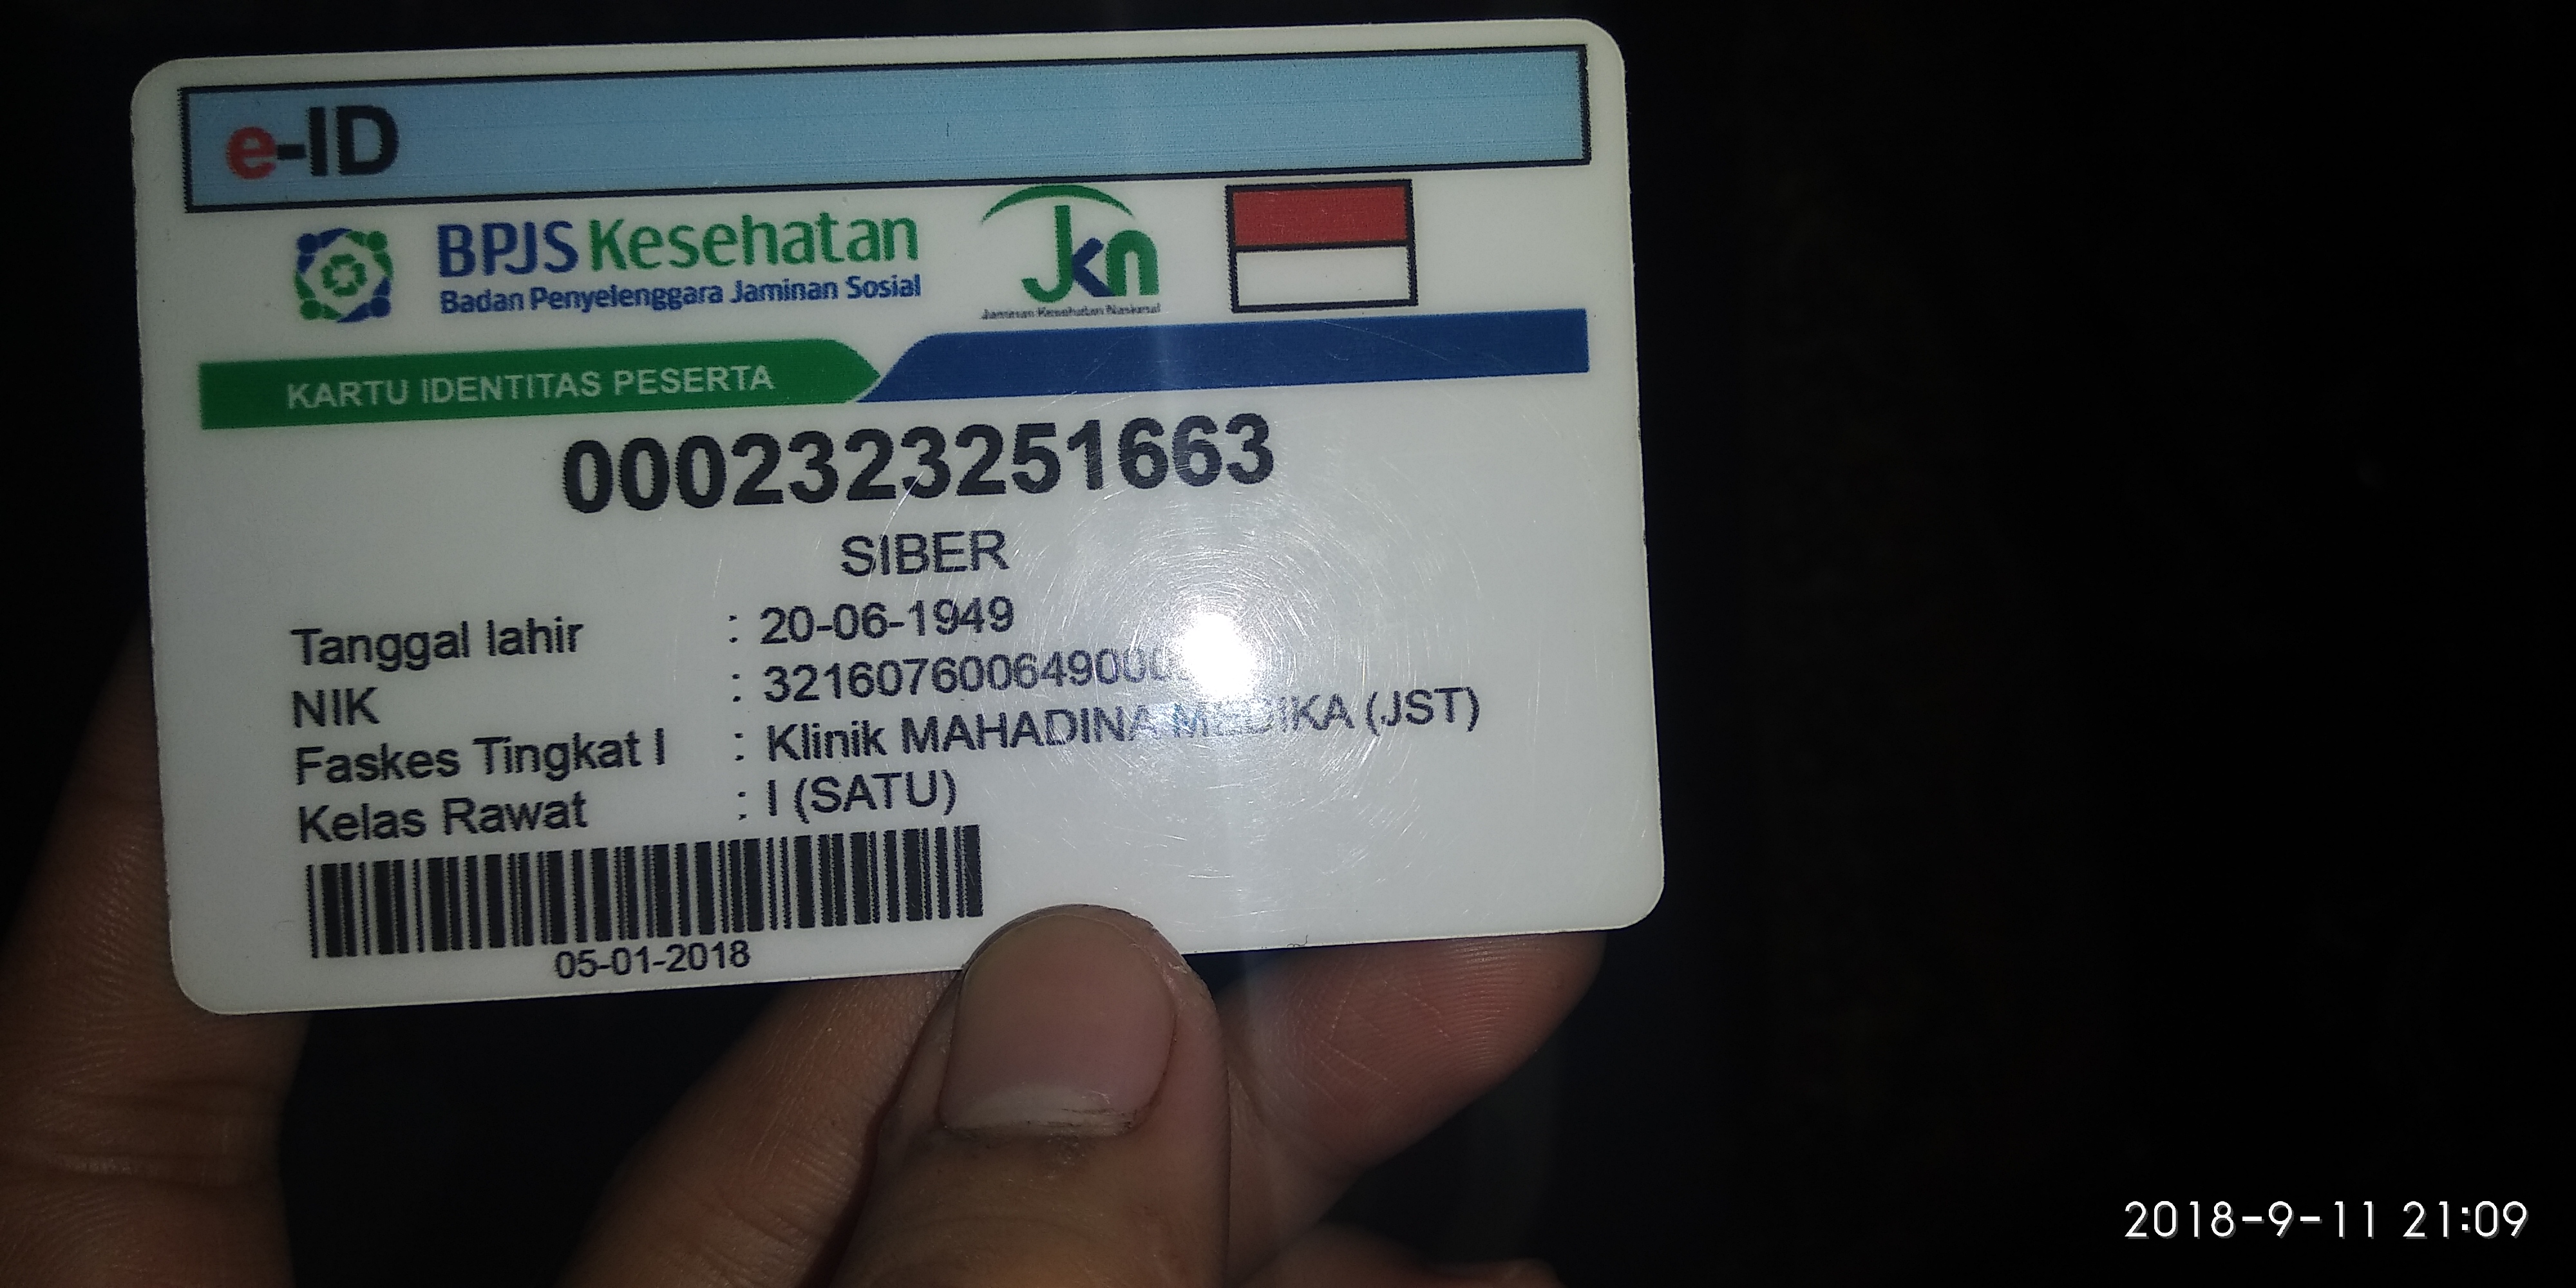 e-ID
BPJS Kesehatan
Badan Penyelenggara Jaminan Sosial
Jkn
Jaminan Kesehatan Nasional
KARTU IDENTITAS PESERTA
0002323251663
SIBER
Tanggal lahir : 20-06-1949
NIK :
Faskes Tingkat I : Klinik MAHADINA MEDIKA (JST)
Kelas Rawat : I (SATU)
05-01-2018
2018-9-11 21:09